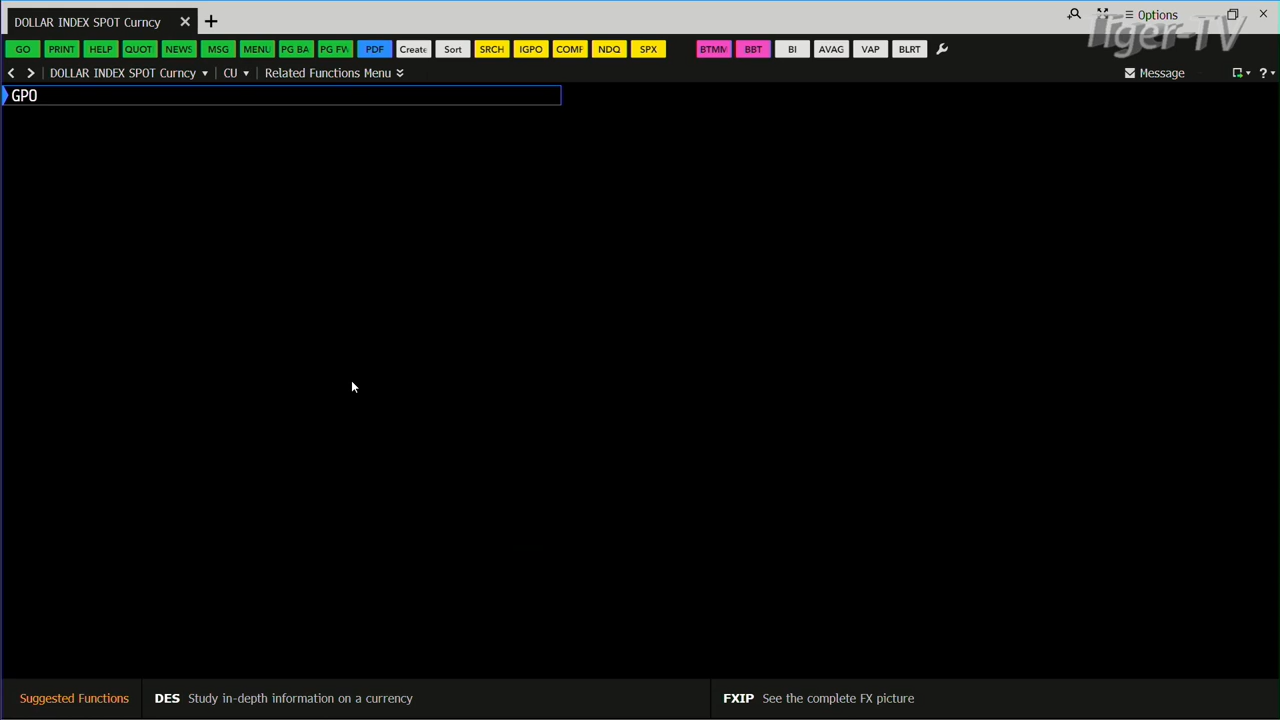 DOLLAR INDEX SPOT Curncy
Options
Tiger-TV
GO PRINT HELP QUOT NEWS MSG MENU PG BA PG FW PDF Create Sort SRCH IGPO COMF NDQ SPX BTMM BBT BI AVAG VAP BLRT
DOLLAR INDEX SPOT Curncy CU Related Functions Menu Message ?
GPO
Suggested Functions DES Study in-depth information on a currency FXIP See the complete FX picture